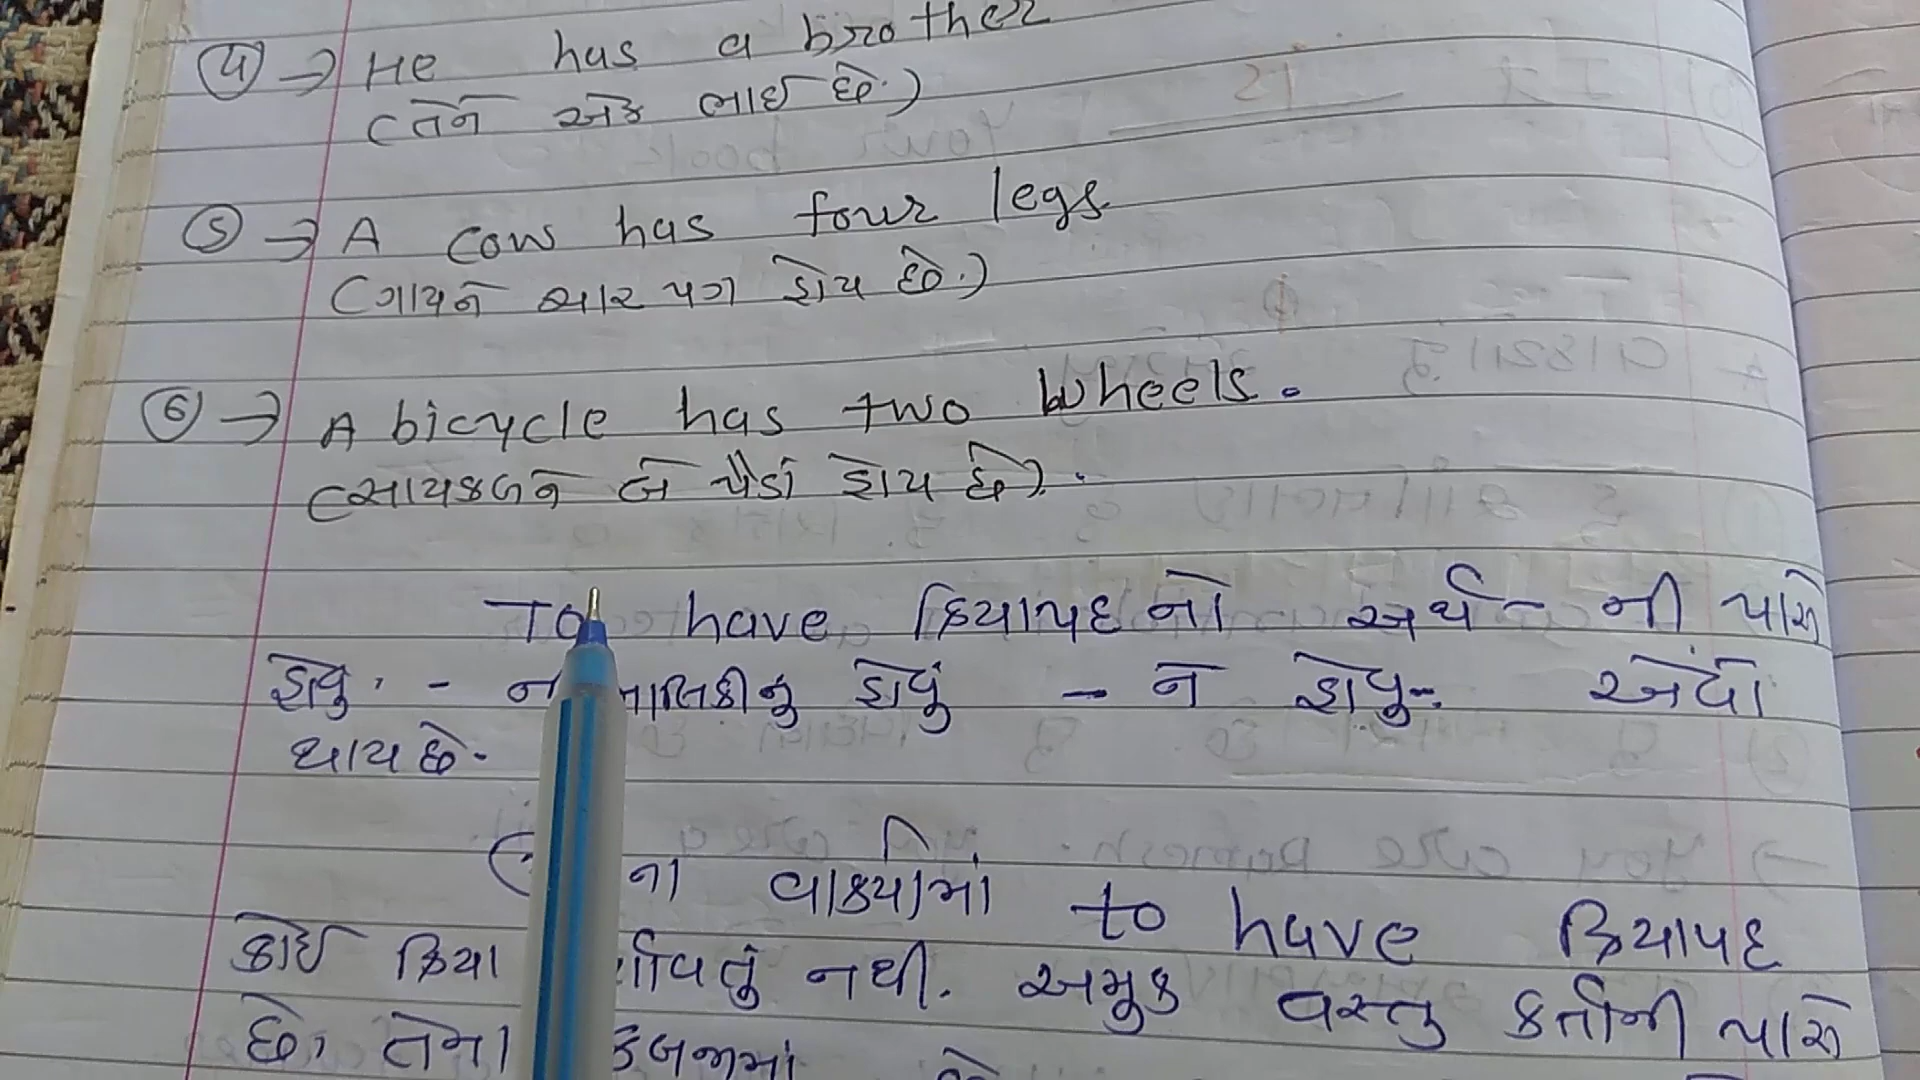 ④ → He has a brother
(તેને એક ભાઈ છે.)
⑤ → A cow has four legs.
(ગાયને ચાર પગ હોય છે.)
⑥ → A bicycle has two wheels.
(સાયકલને બે પૈડાં હોય છે).
To have ક્રિયાપદનો અર્થ - ની પાસે
હોવું, - ની માલિકીનું હોવું - ને હોવું - એવો
થાય છે.
ના વાક્યોમાં to have ક્રિયાપદ
કોઈ ક્રિયા નથી. અમુક વસ્તુ કર્તાની પાસે
છે, તેના કબજામાં